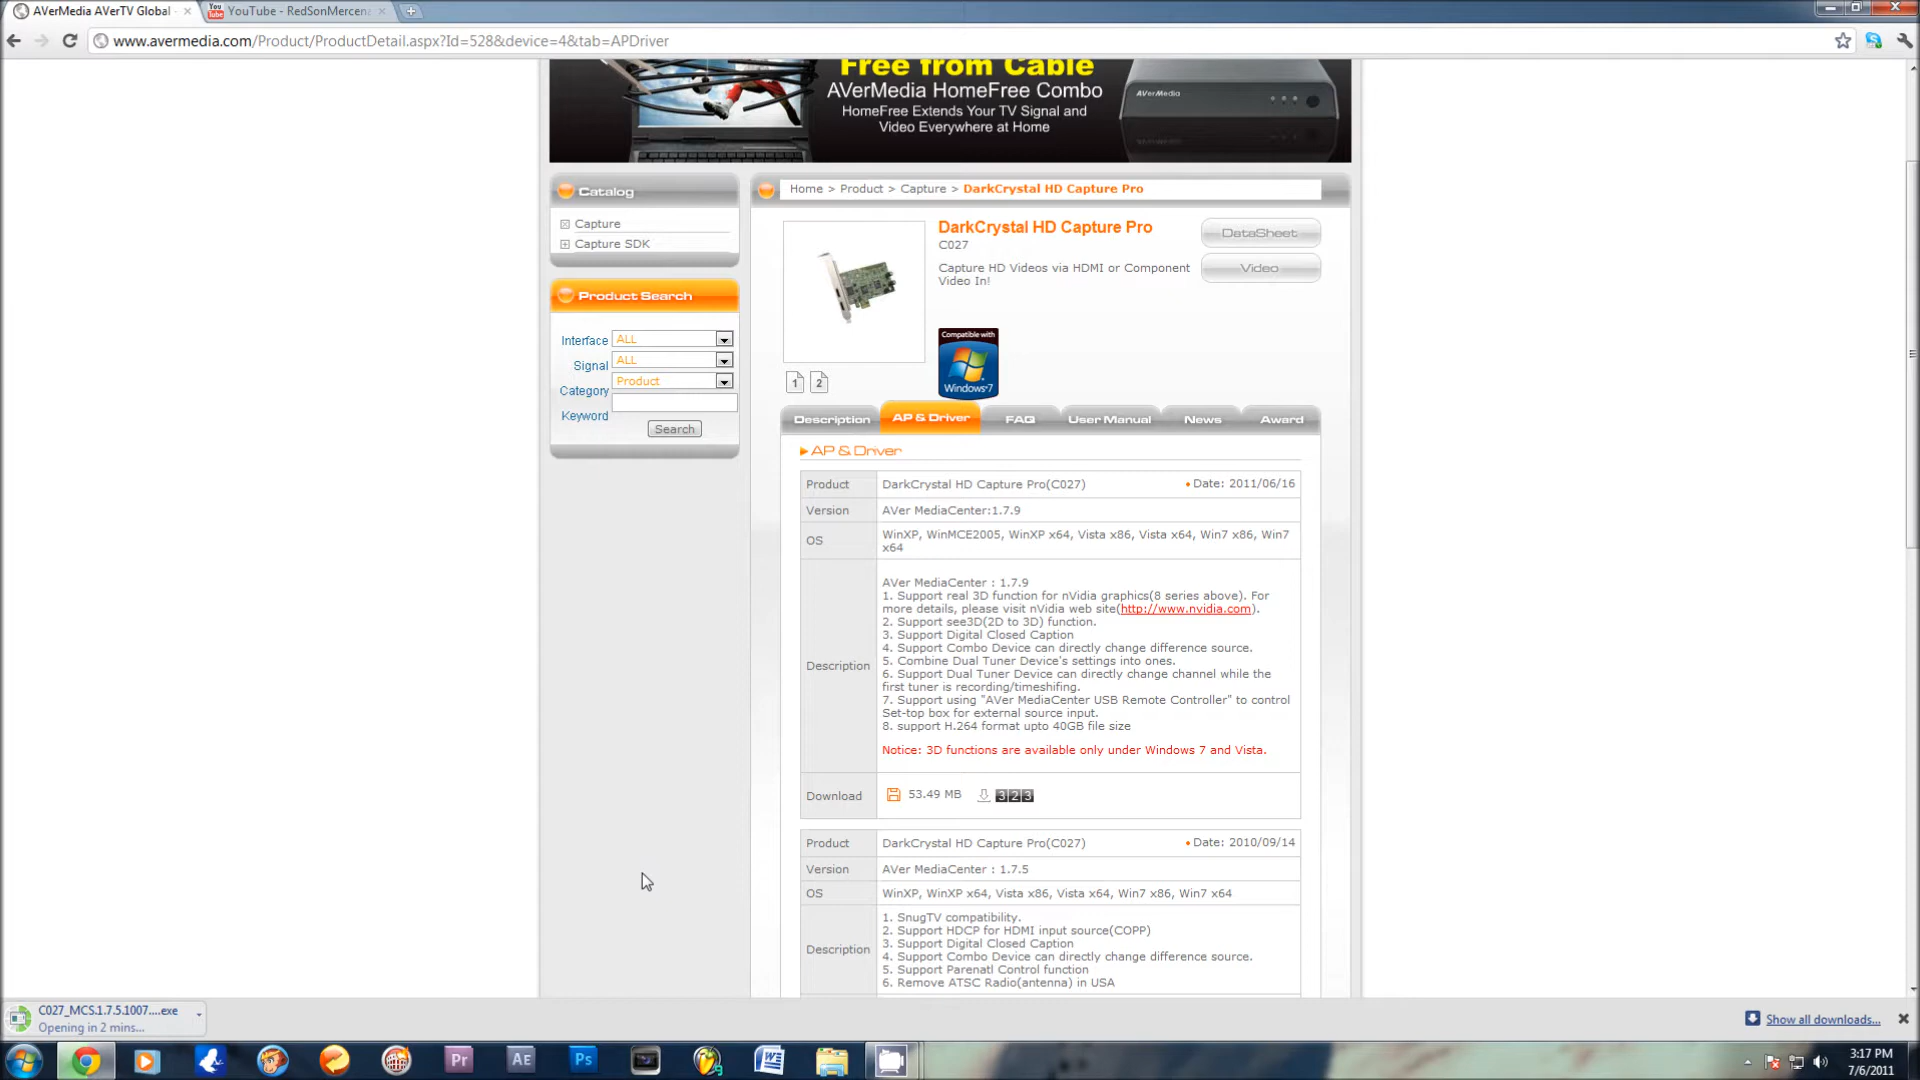 AVerMedia AVerTV Global
YouTube - RedSonMercen
www.avermedia.com/Product/ProductDetail.aspx?Id=528&device=4&tab=APDriver
Free from Cable
AVerMedia HomeFree Combo
HomeFree Extends Your TV Signal and
Video Everywhere at Home
AVerMedia
Catalog
Capture
Capture SDK
Product Search
Interface ALL
Signal ALL
Category Product
Keyword
Search
Home > Product > Capture > DarkCrystal HD Capture Pro
DarkCrystal HD Capture Pro
C027
Capture HD Videos via HDMI or Component
Video In!
DataSheet
Video
Compatible with
Windows 7
1 2
Description AP & Driver FAQ User Manual News Award
AP & Driver
Product DarkCrystal HD Capture Pro(C027) • Date: 2011/06/16
Version AVer MediaCenter:1.7.9
OS WinXP, WinMCE2005, WinXP x64, Vista x86, Vista x64, Win7 x86, Win7
x64
Description
AVer MediaCenter : 1.7.9
1. Support real 3D function for nVidia graphics(8 series above). For
more details, please visit nVidia web site(http://www.nvidia.com).
2. Support see3D(2D to 3D) function.
3. Support Digital Closed Caption
4. Support Combo Device can directly change difference source.
5. Combine Dual Tuner Device's settings into ones.
6. Support Dual Tuner Device can directly change channel while the
first tuner is recording/timeshifing.
7. Support using "AVer MediaCenter USB Remote Controller" to control
Set-top box for external source input.
8. support H.264 format upto 40GB file size
Notice: 3D functions are available only under Windows 7 and Vista.
Download 53.49 MB 323
Product DarkCrystal HD Capture Pro(C027) • Date: 2010/09/14
Version AVer MediaCenter : 1.7.5
OS WinXP, WinXP x64, Vista x86, Vista x64, Win7 x86, Win7 x64
Description
1. SnugTV compatibility.
2. Support HDCP for HDMI input source(COPP)
3. Support Digital Closed Caption
4. Support Combo Device can directly change difference source.
5. Support Parenatl Control function
6. Remove ATSC Radio(antenna) in USA
C027_MCS.1.7.5.1007....exe
Opening in 2 mins...
Show all downloads...
Pr AE Ps
3:17 PM
7/6/2011